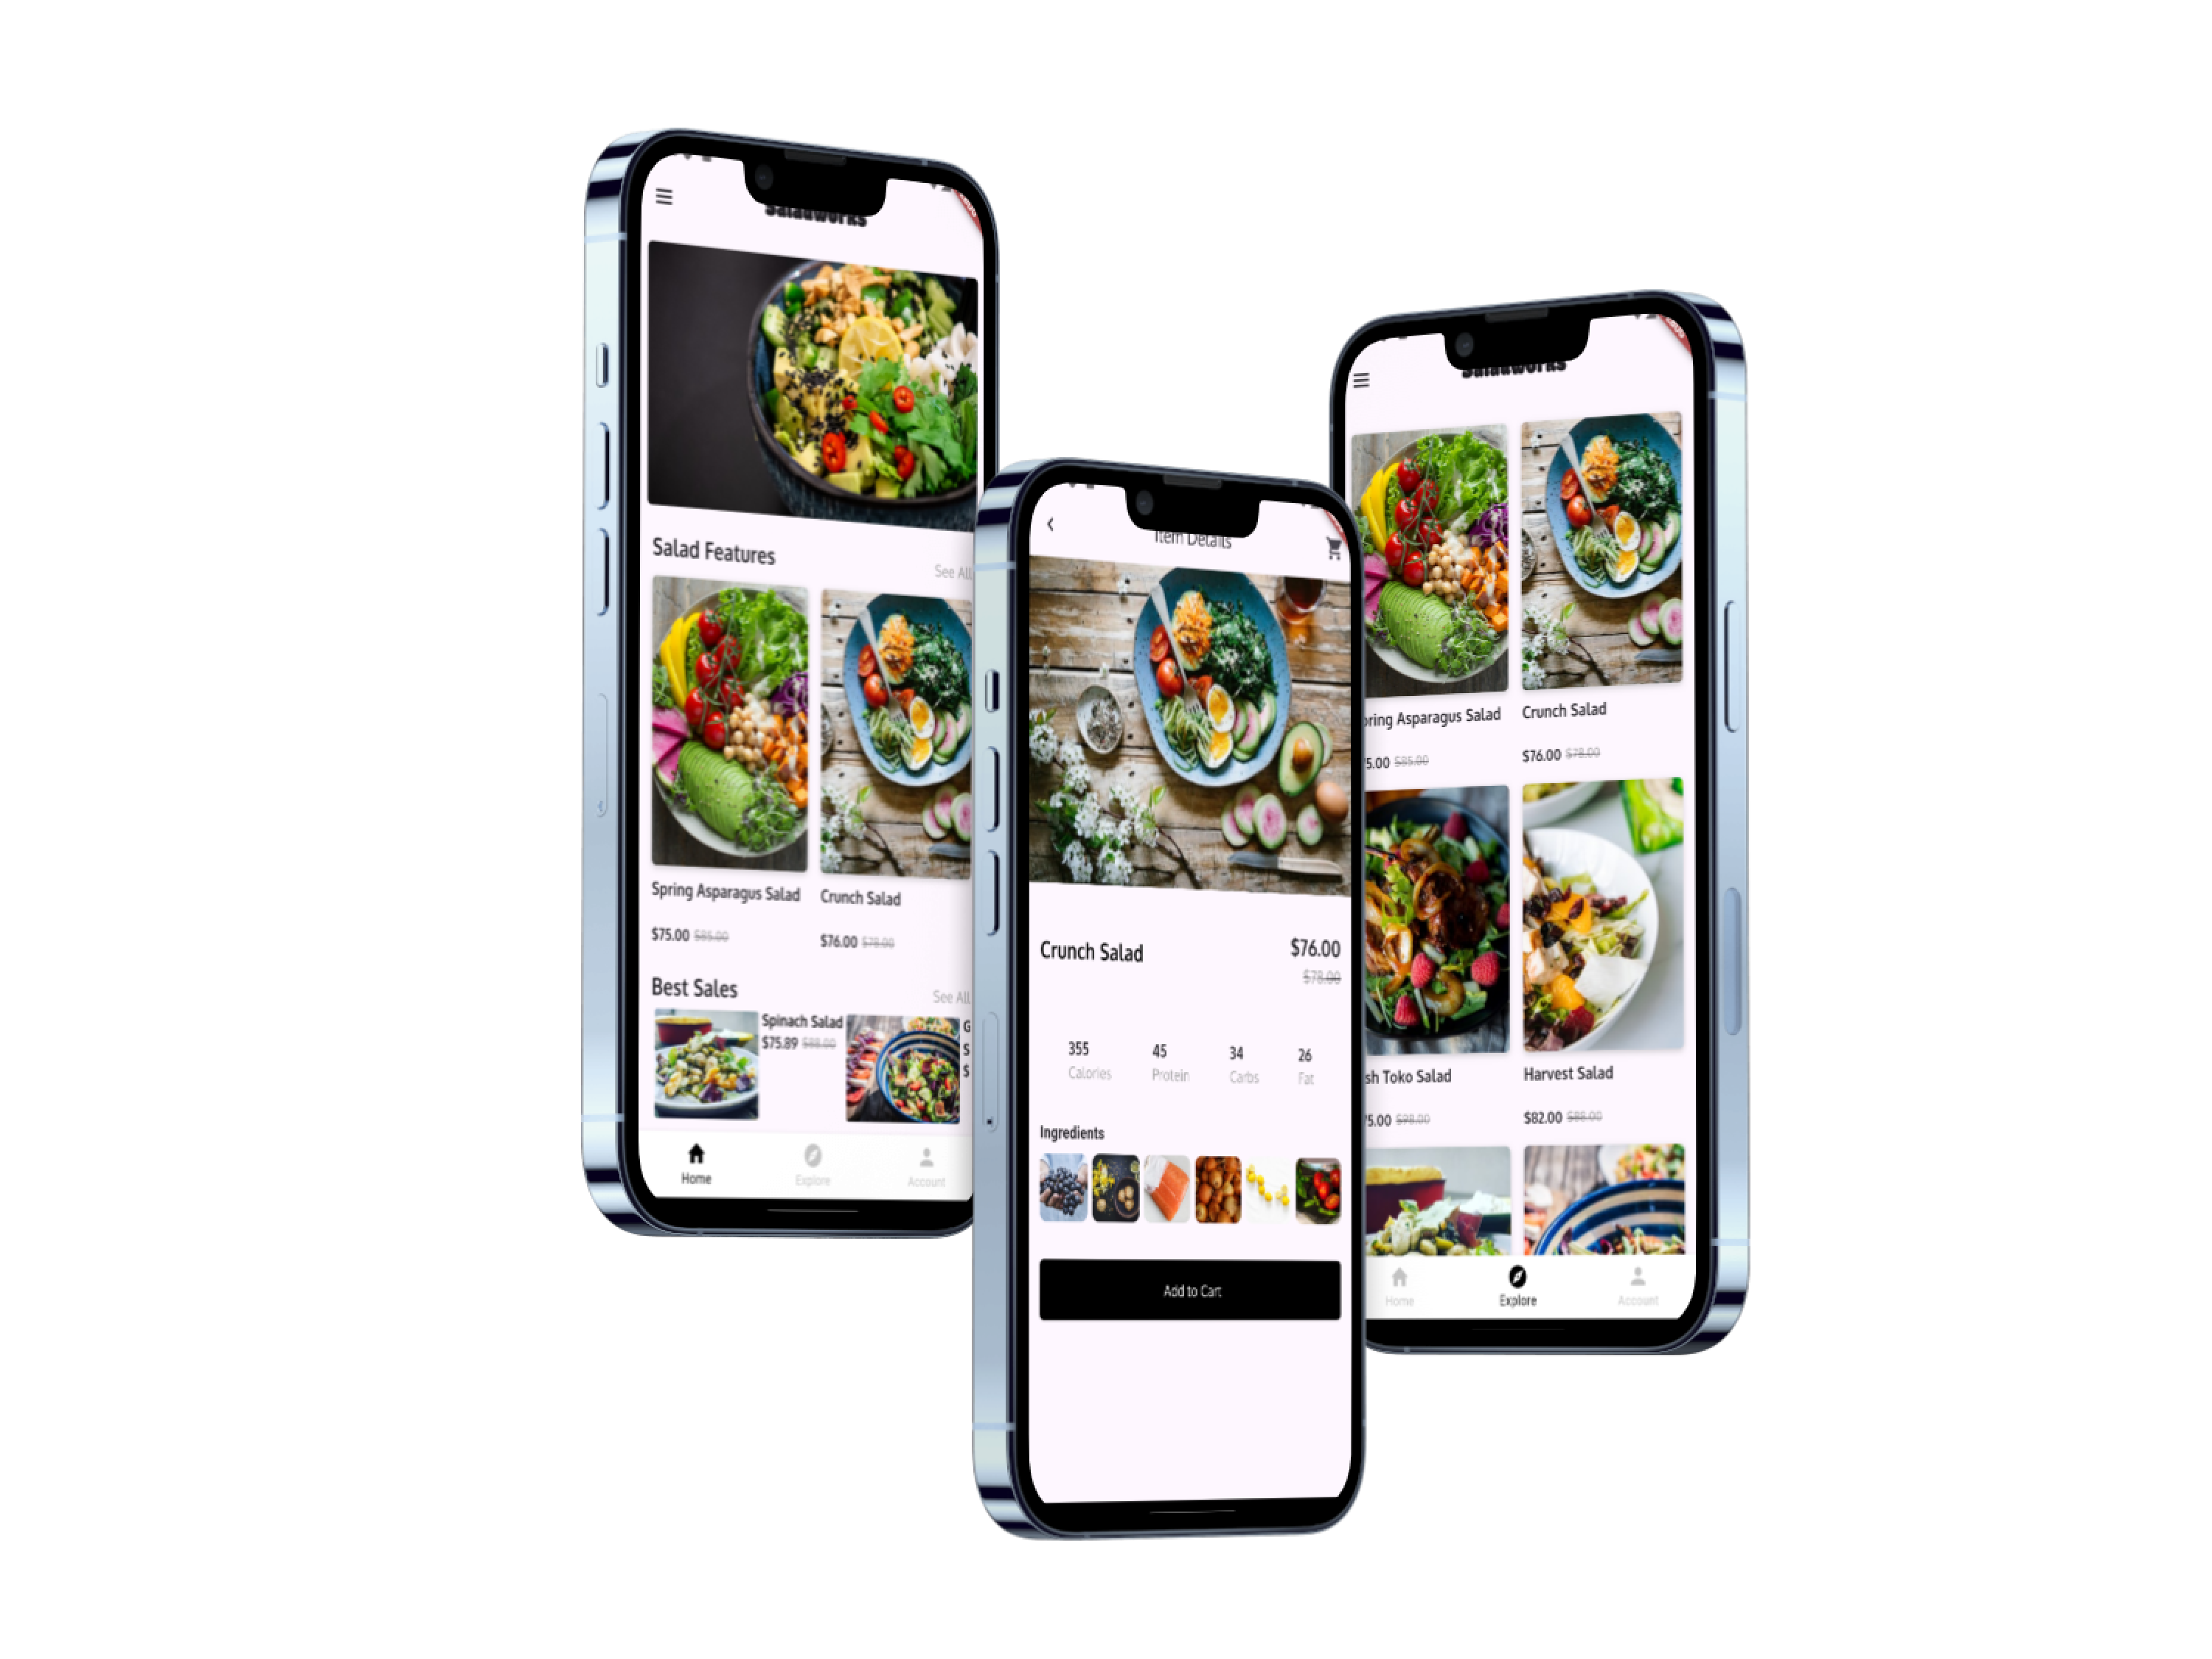 Saladworks
Salad Features
See All
Spring Asparagus Salad
Crunch Salad
$75.00 $85.00
$76.00 $78.00
Best Sales
See All
Spinach Salad
$75.89 $88.00
G
S
$
Home
Explore
Account
Item Details
Crunch Salad
$76.00
$78.00
355
45
34
26
Calories
Protein
Carbs
Fat
Ingredients
Add to Cart
Saladworks
pring Asparagus Salad
Crunch Salad
5.00 $85.00
$76.00 $78.00
sh Toko Salad
Harvest Salad
5.00 $98.00
$82.00 $88.00
Home
Explore
Account